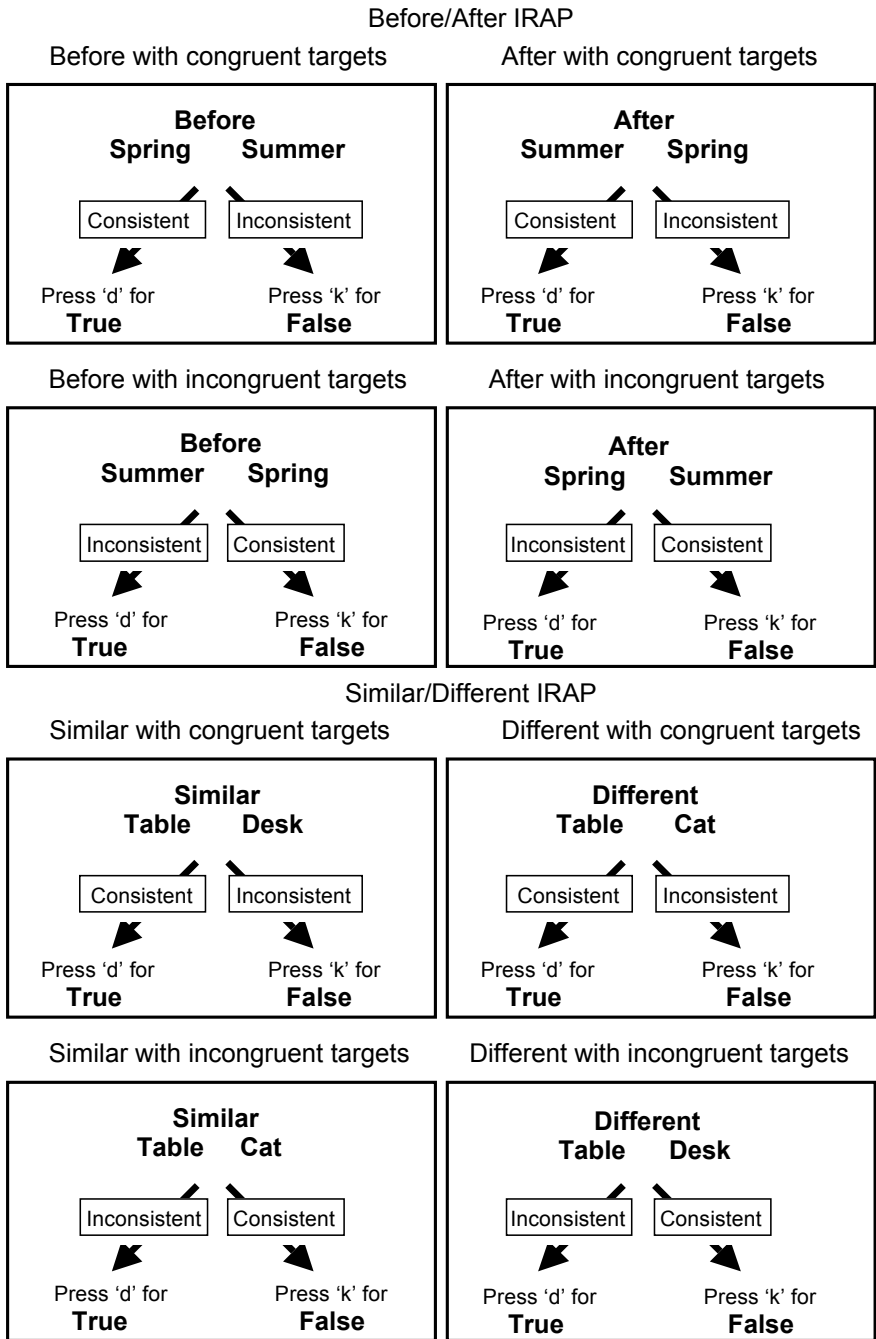 Before/After IRAP
Before with congruent targets
Before
Spring Summer
Consistent Inconsistent
Press ‘d’ for Press ‘k’ for
True False
After with congruent targets
After
Summer Spring
Consistent Inconsistent
Press ‘d’ for Press ‘k’ for
True False
Before with incongruent targets
Before
Summer Spring
Inconsistent Consistent
Press ‘d’ for Press ‘k’ for
True False
After with incongruent targets
After
Spring Summer
Inconsistent Consistent
Press ‘d’ for Press ‘k’ for
True False
Similar/Different IRAP
Similar with congruent targets
Similar
Table Desk
Consistent Inconsistent
Press ‘d’ for Press ‘k’ for
True False
Different with congruent targets
Different
Table Cat
Consistent Inconsistent
Press ‘d’ for Press ‘k’ for
True False
Similar with incongruent targets
Similar
Table Cat
Inconsistent Consistent
Press ‘d’ for Press ‘k’ for
True False
Different with incongruent targets
Different
Table Desk
Inconsistent Consistent
Press ‘d’ for Press ‘k’ for
True False